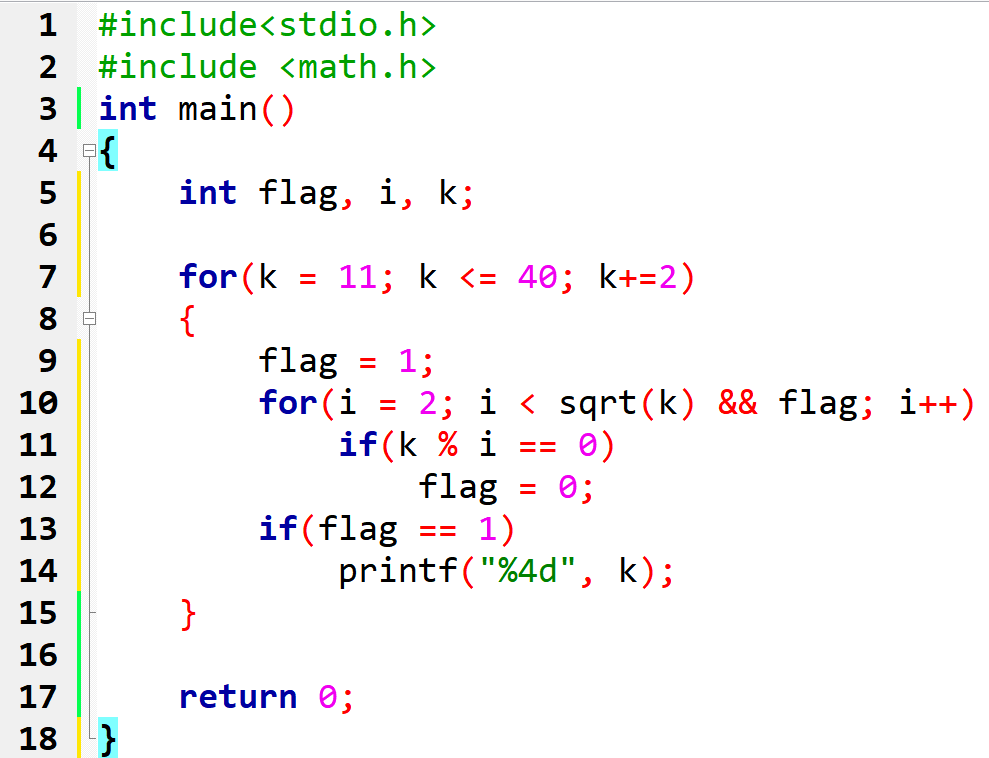 1 #include<stdio.h>
2 #include <math.h>
3 int main()
4 {
5     int flag, i, k;
6
7     for(k = 11; k <= 40; k+=2)
8     {
9         flag = 1;
10         for(i = 2; i < sqrt(k) && flag; i++)
11             if(k % i == 0)
12                 flag = 0;
13         if(flag == 1)
14             printf("%4d", k);
15     }
16
17     return 0;
18 }